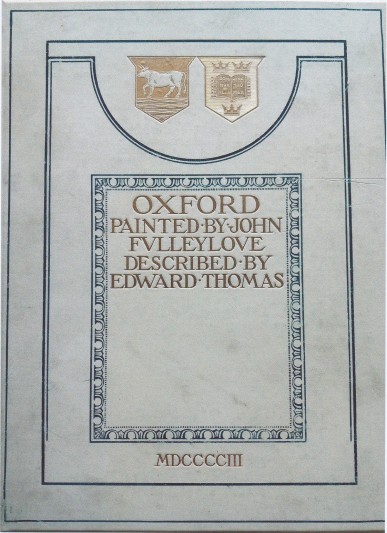 OXFORD
PAINTED·BY·JOHN
FVLLEYLOVE
DESCRIBED·BY
EDWARD·THOMAS
MDCCCCIII